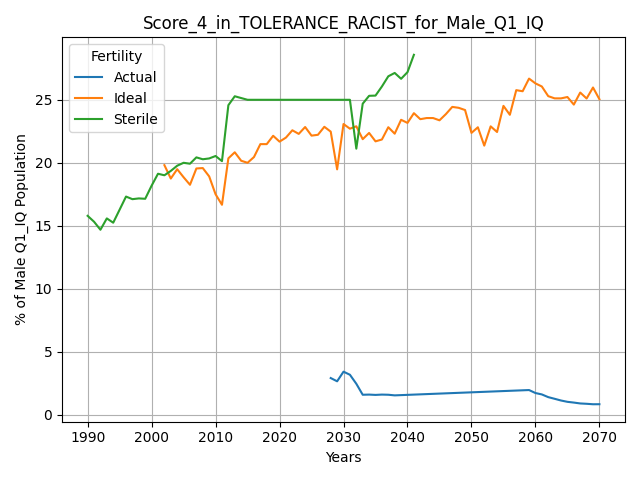 Score_4_in_TOLERANCE_RACIST_for_Male_Q1_IQ
Fertility
Actual
Ideal
Sterile
% of Male Q1_IQ Population
25
20
15
10
5
0
1990 2000 2010 2020 2030 2040 2050 2060 2070
Years